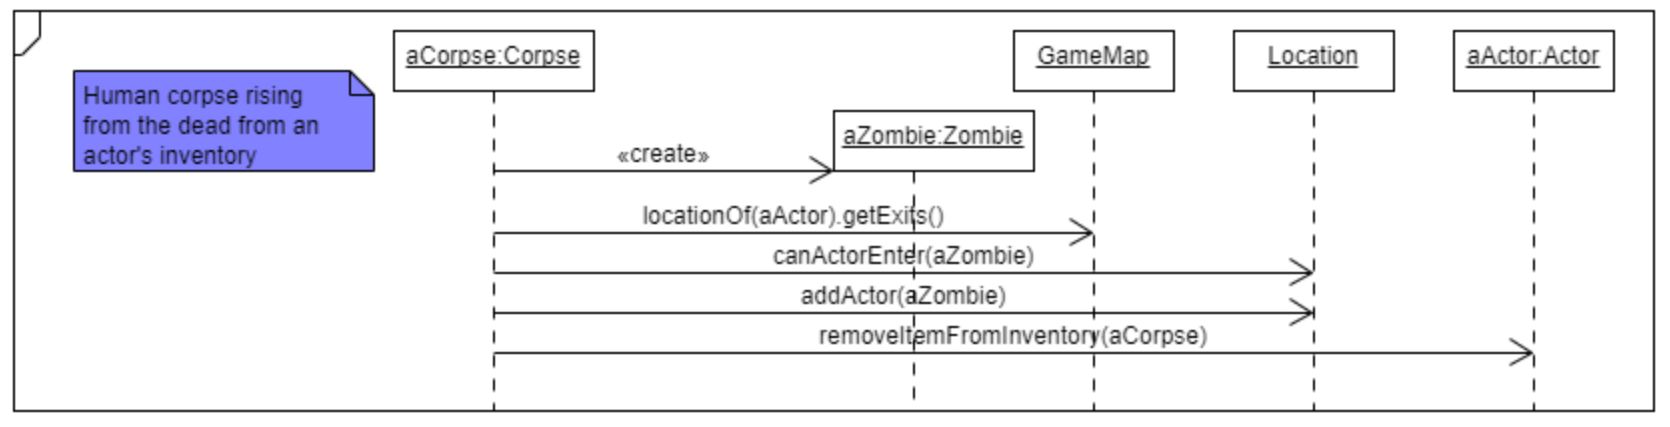 aCorpse:Corpse
GameMap
Location
aActor:Actor
Human corpse rising
from the dead from an
actor's inventory
aZombie:Zombie
«create»
locationOf(aActor).getExits()
canActorEnter(aZombie)
addActor(aZombie)
removeItemFromInventory(aCorpse)